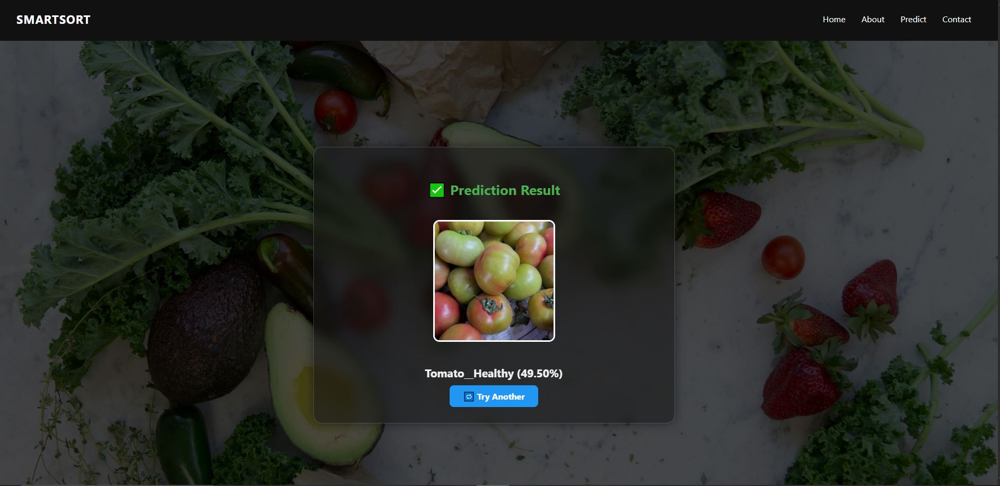 SMARTSORT
Home About Predict Contact
✅ Prediction Result
Tomato__Healthy (49.50%)
🔁 Try Another